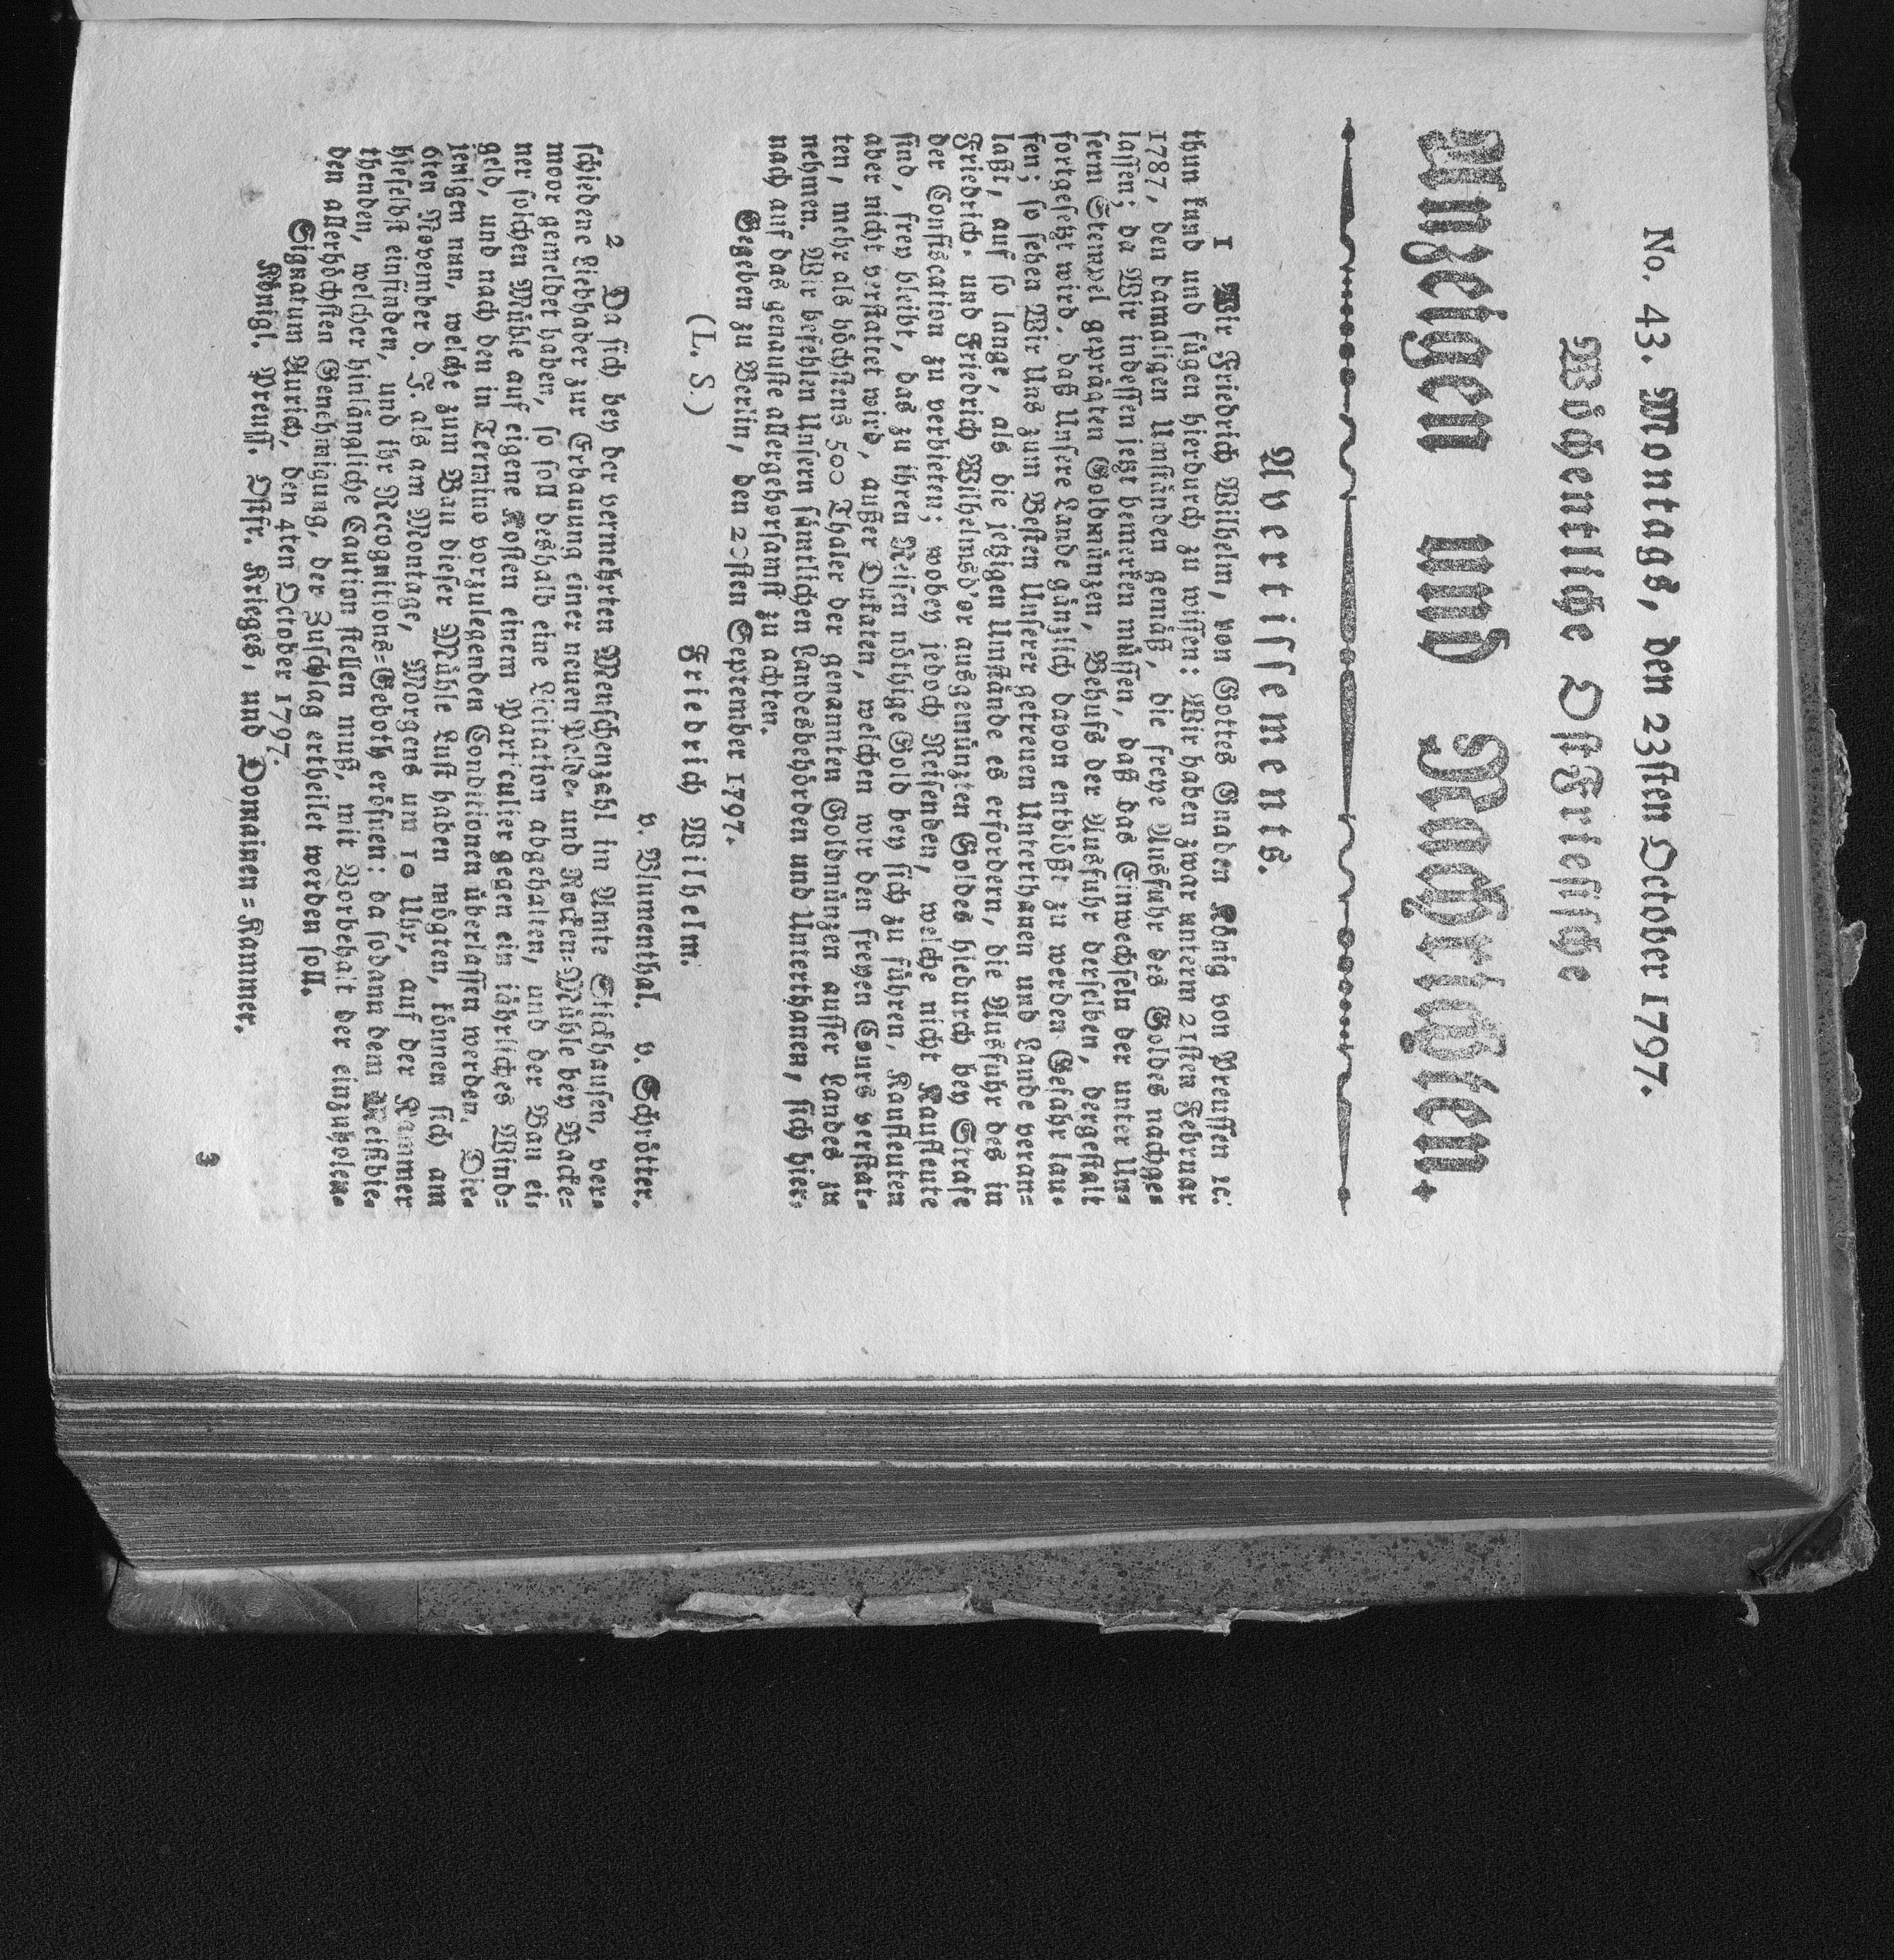 No. 43. Montags, den 23sten October 1797.
Wöchentliche Ost-Friesische
Anzeigen und Nachrichten.
Avertissements.
1 Wir Friedrich Wilhelm, von Gottes Gnaden König von Preussen ꝛc.
thun kund und fügen hierdurch zu wissen: Wir haben zwar unterm 21sten Februar
1787, den damaligen Umständen gemäß, die freye Ausfuhr des Goldes nachge-
lassen; da Wir indessen jetzt bemerken müssen, daß das Einwechseln der unter Un-
serm Stempel geprägten Goldmünzen, Behufs der Ausfuhr derselben, dergestalt
fortgesetzt wird, daß Unsere Lande gänzlich davon entblößt zu werden Gefahr lau-
fen; so sehen Wir Uns zum Besten Unserer getreuen Unterthanen und Lande veran-
laßt, auf so lange, als die jetzigen Umstände es erfordern, die Ausfuhr des in
Friedrich- und Friedrich Wilhelmsd'or ausgemünzten Goldes hiedurch bey Strafe
der Confiscation zu verbieten; wobey jedoch Reisenden, welche nicht Kaufleute
sind, frey bleibt, das zu ihren Reisen nöthige Gold bey sich zu führen, Kaufleuten
aber nicht verstattet wird, außer Dukaten, welchen wir den freyen Cours verstat-
ten, mehr als höchstens 500 Thaler der genannten Goldmünzen ausser Landes zu
nehmen. Wir befehlen Unsern sämtlichen Landesbehörden und Unterthanen, sich hier-
nach auf das genauste allergehorsamst zu achten.
Gegeben zu Berlin, den 20sten September 1797.
(L. S.) Friedrich Wilhelm.
v. Blumenthal. v. Schrötter.
2 Da sich bey der vermehrten Menschenzahl im Amte Stickhausen, ver-
schiedene Liebhaber zur Erbauung einer neuen Pelde- und Rocken-Mühle bey Backe-
moor gemeldet haben, so soll deshalb eine Licitation abgehalten, und der Bau ei-
ner solchen Mühle auf eigene Kosten einem Particulier gegen ein jährliches Wind-
geld, und nach den in Termino vorzulegenden Conditionen überlassen werden. Die-
jenigen nun, welche zum Bau dieser Mühle Lust haben mögten, können sich am
6ten November d. J. als am Montage, Morgens um 10 Uhr, auf der Kammer
hieselbst einfinden, und ihr Recognitions-Geboth eröfnen: da sodann dem Meistbie-
thenden, welcher hinlängliche Caution stellen muß, mit Vorbehalt der einzuholen-
den allerhöchsten Genehmigung, der Zuschlag ertheilet werden soll.
Signatum Aurich, den 4ten October 1797.
Königl. Preuß. Ostfr. Krieges- und Domainen-Kammer.
3